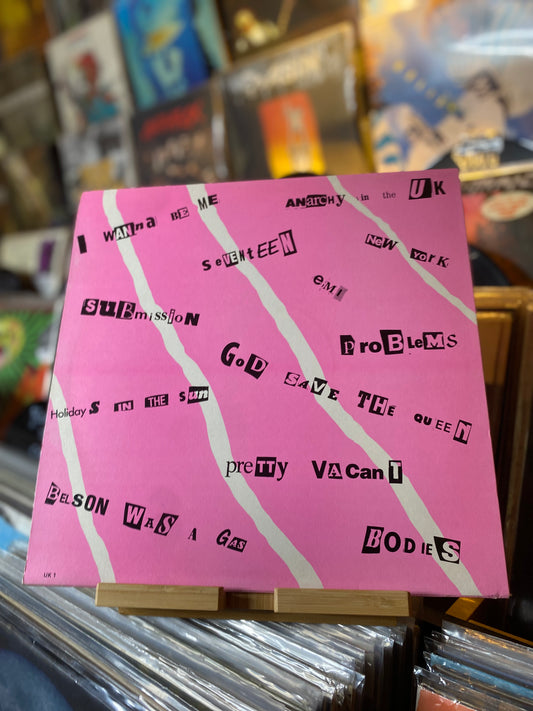 I wAnna BE ME
ANarcHy in the UK
SeVENtEEN
NeW YorK
eMI
suBmissJoN
proBLeMS
GoD SAVE THE QUEEN
HolidayS IN THE Sun
preTTy VACanT
BELSON WAS A GAS
BODIES
UK 1